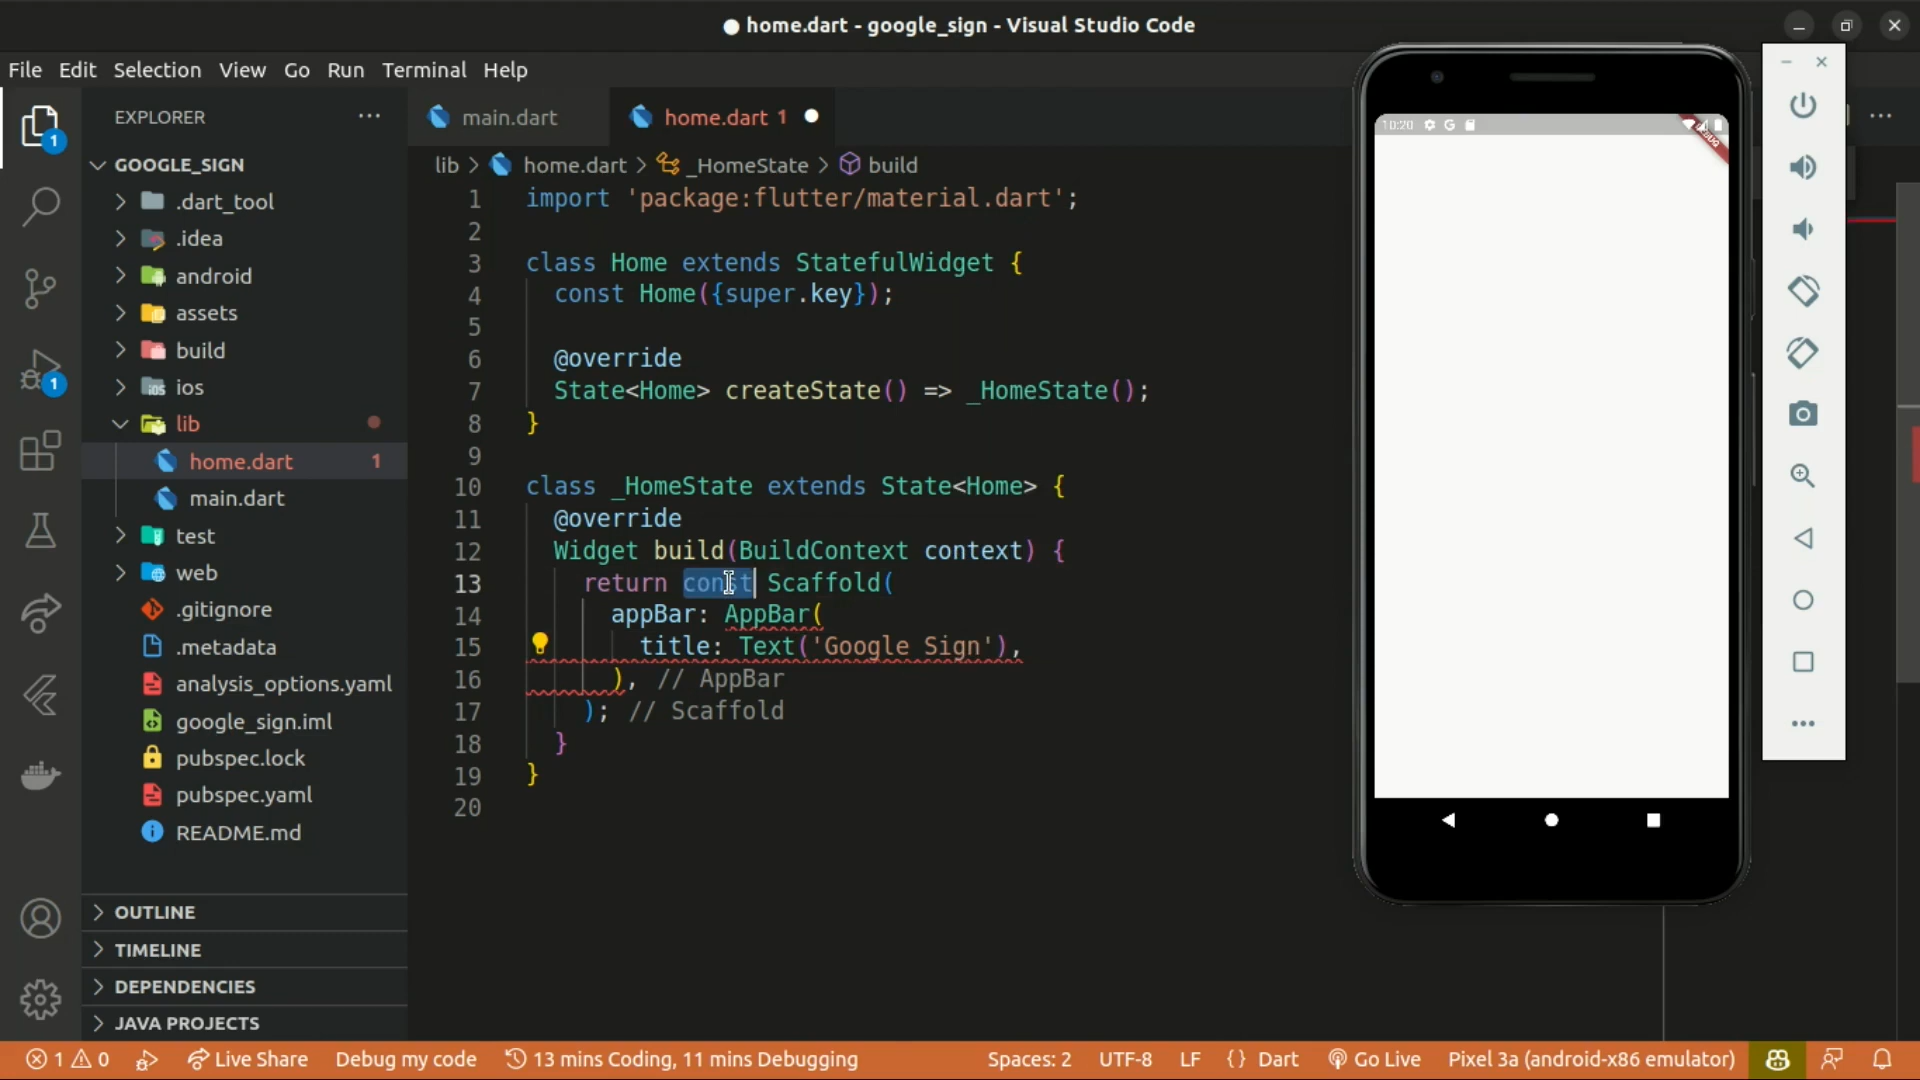 ● home.dart - google_sign - Visual Studio Code
File Edit Selection View Go Run Terminal Help
EXPLORER ···
GOOGLE_SIGN
.dart_tool
.idea
android
assets
build
ios
lib
home.dart 1
main.dart
test
web
.gitignore
.metadata
analysis_options.yaml
google_sign.iml
pubspec.lock
pubspec.yaml
README.md
OUTLINE
TIMELINE
DEPENDENCIES
JAVA PROJECTS
1
1
main.dart
home.dart 1
lib > home.dart > _HomeState > build
1 import 'package:flutter/material.dart';
2
3 class Home extends StatefulWidget {
4 const Home({super.key});
5
6 @override
7 State<Home> createState() => _HomeState();
8 }
9
10 class _HomeState extends State<Home> {
11 @override
12 Widget build(BuildContext context) {
13 return const Scaffold(
14 appBar: AppBar(
15 title: Text('Google Sign'),
16 ), // AppBar
17 ); // Scaffold
18 }
19 }
20
10:20
DEBUG
1 0 Live Share Debug my code 13 mins Coding, 11 mins Debugging Spaces: 2 UTF-8 LF {} Dart Go Live Pixel 3a (android-x86 emulator)